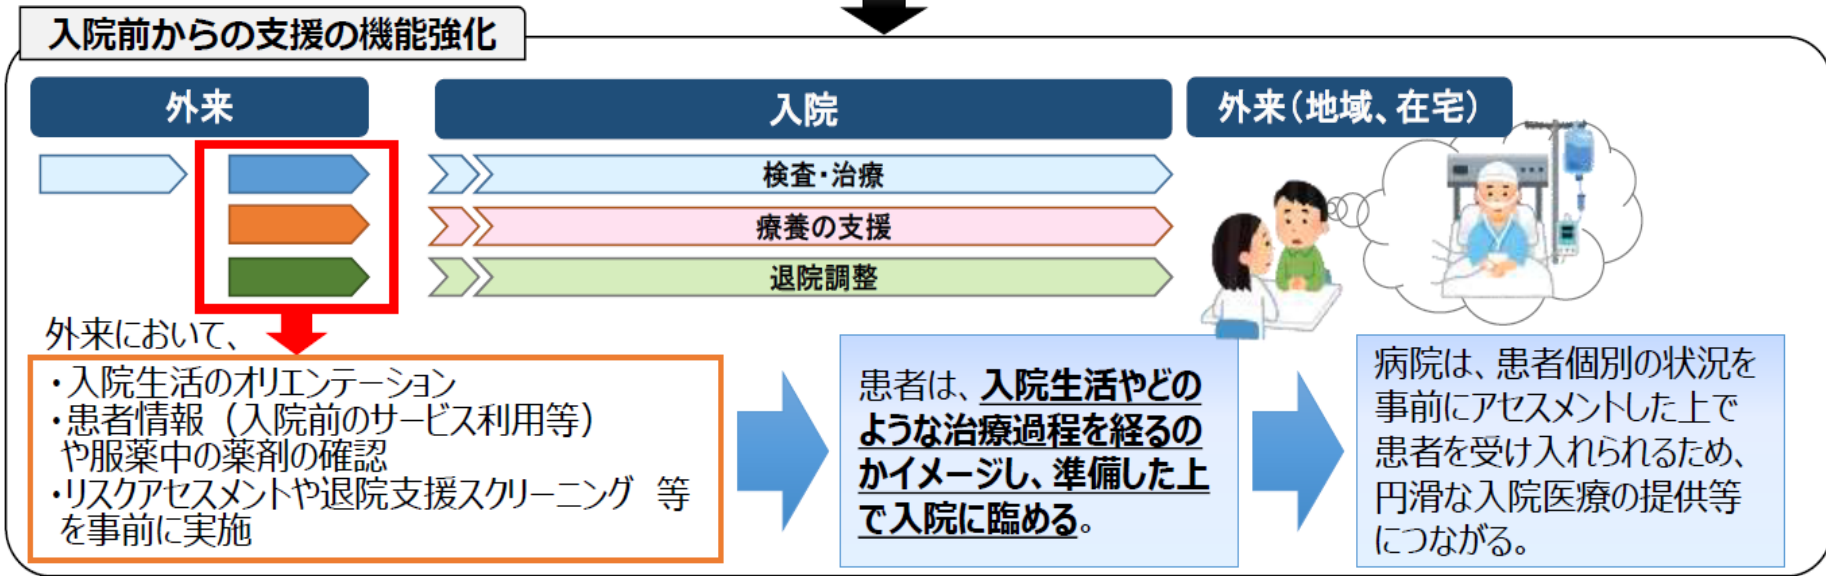 入院前からの支援の機能強化
外来
入院
外来(地域、在宅)
検査・治療
療養の支援
退院調整
外来において、
・入院生活のオリエンテーション
・患者情報(入院前のサービス利用等)
や服薬中の薬剤の確認
・リスクアセスメントや退院支援スクリーニング 等
を事前に実施
患者は、入院生活やどの
ような治療過程を経るの
かイメージし、準備した上
で入院に臨める。
病院は、患者個別の状況を
事前にアセスメントした上で
患者を受け入れられるため、
円滑な入院医療の提供等
につながる。